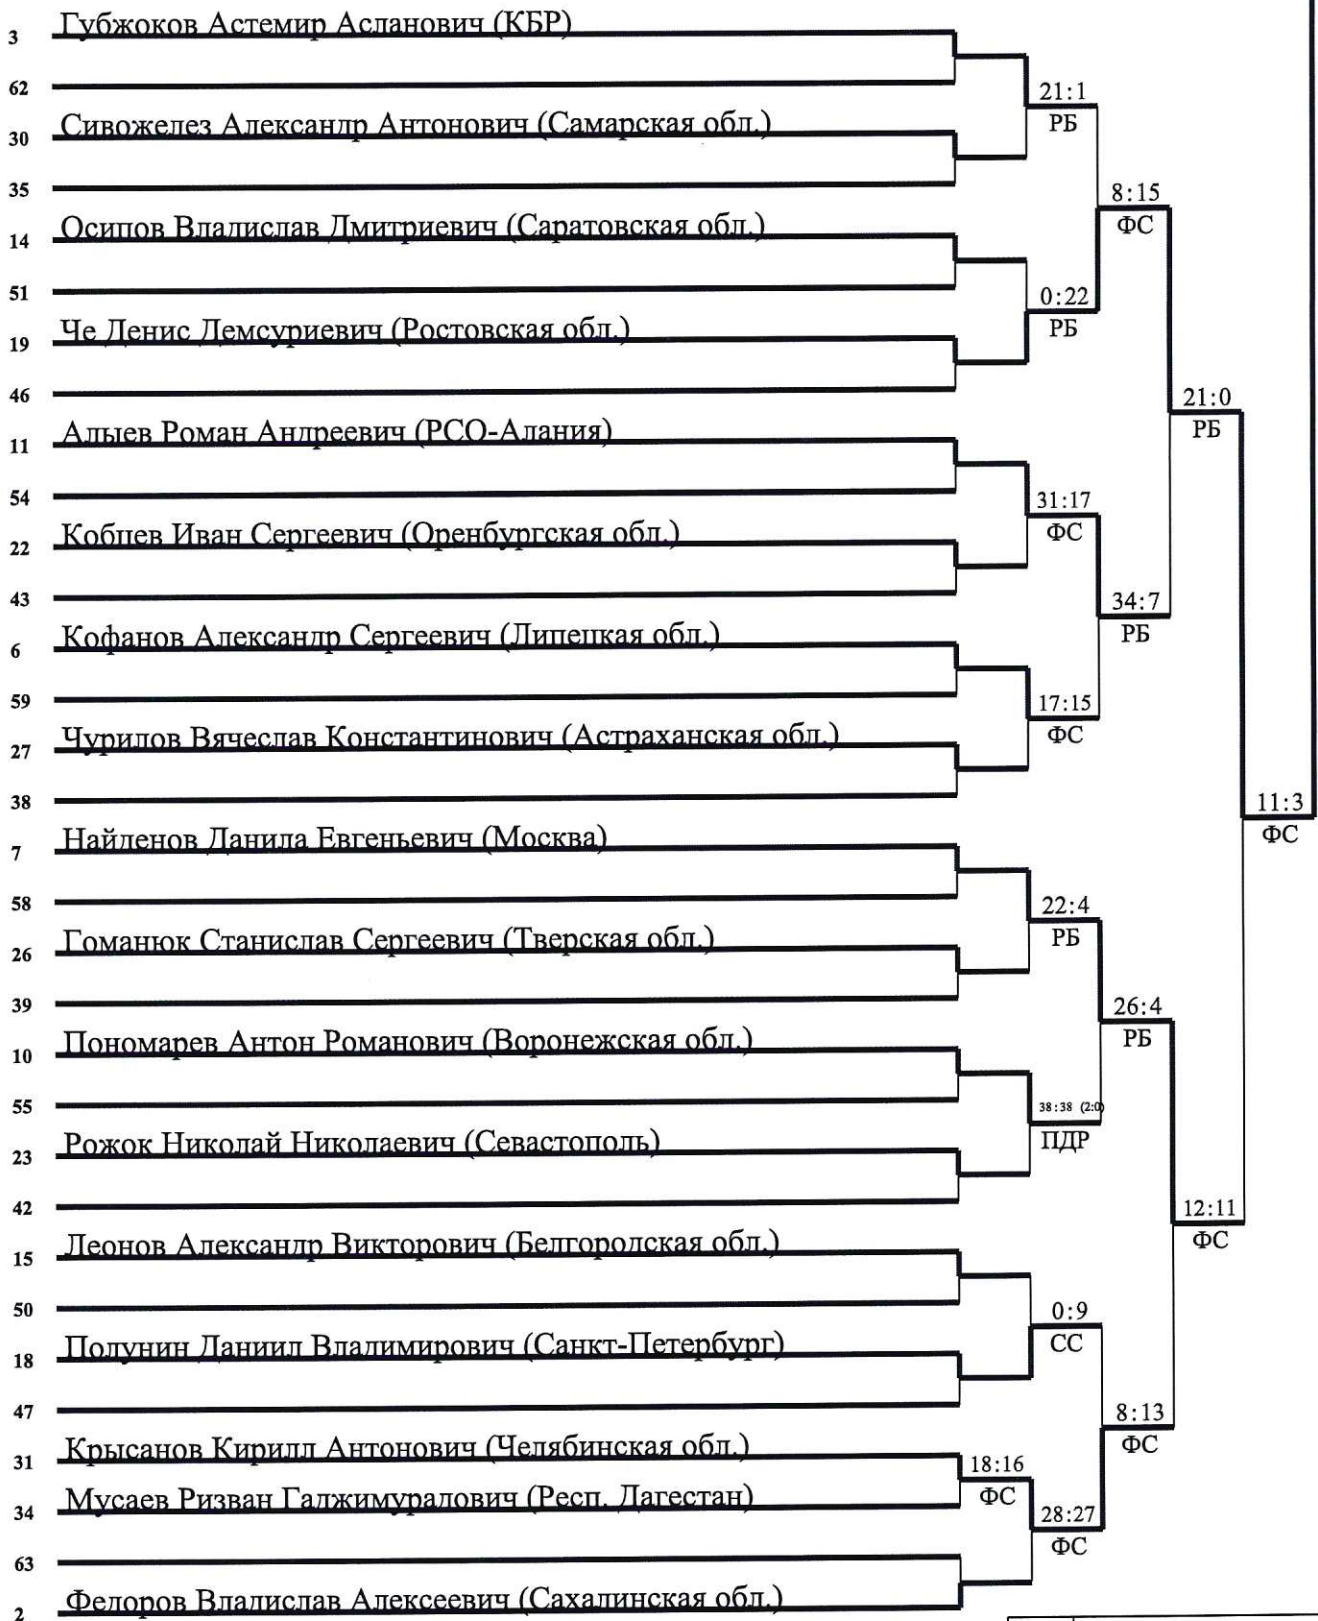 3 Губжоков Астемир Асланович (КБР)
62
21:1
30 Сивожелез Александр Антонович (Самарская обл.)
РБ
35
8:15
14 Осипов Владислав Дмитриевич (Саратовская обл.)
ФС
51
0:22
19 Че Денис Демсуриевич (Ростовская обл.)
РБ
46
21:0
11 Алыев Роман Андреевич (РСО-Алания)
РБ
54
31:17
22 Кобцев Иван Сергеевич (Оренбургская обл.)
ФС
43
34:7
6 Кофанов Александр Сергеевич (Липецкая обл.)
РБ
59
17:15
27 Чурилов Вячеслав Константинович (Астраханская обл.)
ФС
38
11:3
7 Найденов Данила Евгеньевич (Москва)
ФС
58
22:4
26 Гоманюк Станислав Сергеевич (Тверская обл.)
РБ
39
26:4
10 Пономарев Антон Романович (Воронежская обл.)
РБ
55
38:38 (2:0)
23 Рожок Николай Николаевич (Севастополь)
ПДР
42
12:11
15 Леонов Александр Викторович (Белгородская обл.)
ФС
50
0:9
18 Полунин Даниил Владимирович (Санкт-Петербург)
СС
47
8:13
31 Крысанов Кирилл Антонович (Челябинская обл.)
ФС
18:16
34 Мусаев Ризван Гаджимурадович (Респ. Дагестан)
ФС
28:27
63
ФС
2 Федоров Владислав Алексеевич (Сахалинская обл.)